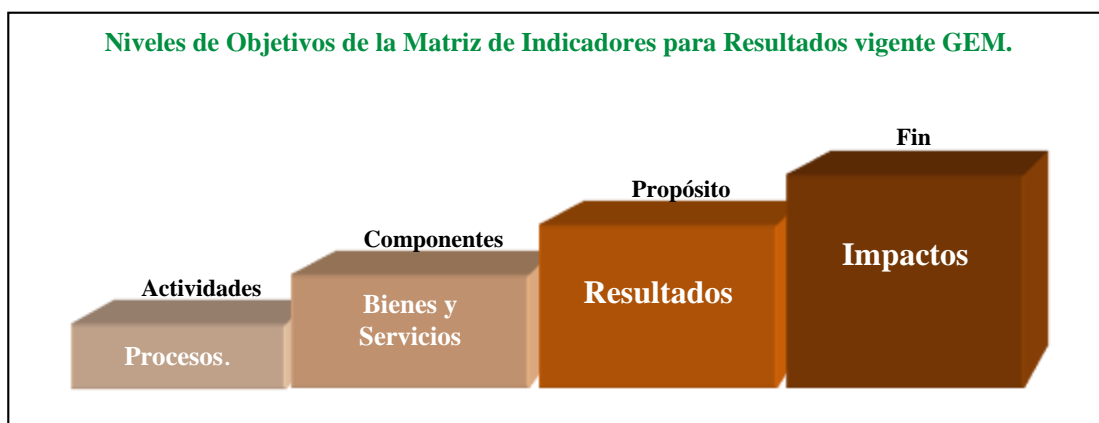 Niveles de Objetivos de la Matriz de Indicadores para Resultados vigente GEM.
Fin
Impactos
Propósito
Resultados
Componentes
Bienes y
Servicios
Actividades
Procesos.